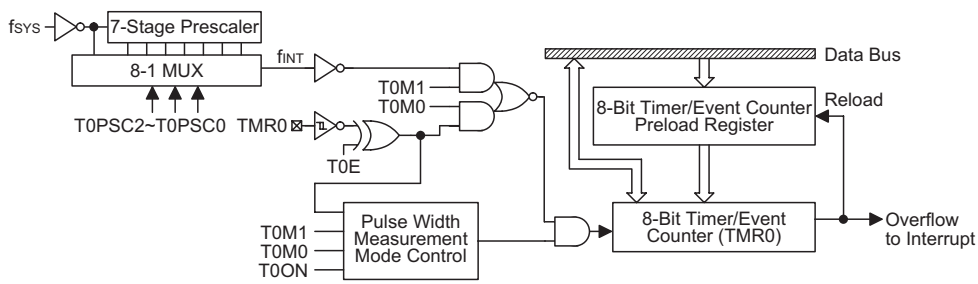 fSYS
7-Stage Prescaler
8-1 MUX
T0PSC2~T0PSC0
fINT
TMR0
T0E
T0M1
T0M0
T0M1
T0M0
T0ON
Pulse Width
Measurement
Mode Control
Data Bus
8-Bit Timer/Event Counter
Preload Register
Reload
8-Bit Timer/Event
Counter (TMR0)
Overflow
to Interrupt